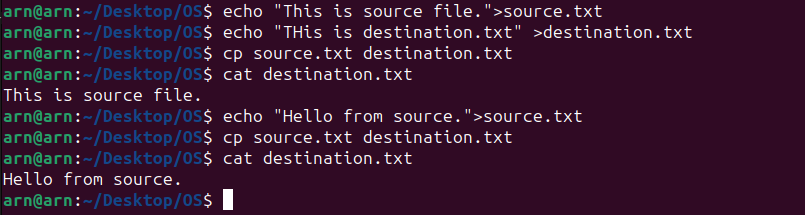 arn@arn:~/Desktop/OS$ echo "This is source file.">source.txt
arn@arn:~/Desktop/OS$ echo "THis is destination.txt" >destination.txt
arn@arn:~/Desktop/OS$ cp source.txt destination.txt
arn@arn:~/Desktop/OS$ cat destination.txt
This is source file.
arn@arn:~/Desktop/OS$ echo "Hello from source.">source.txt
arn@arn:~/Desktop/OS$ cp source.txt destination.txt
arn@arn:~/Desktop/OS$ cat destination.txt
Hello from source.
arn@arn:~/Desktop/OS$